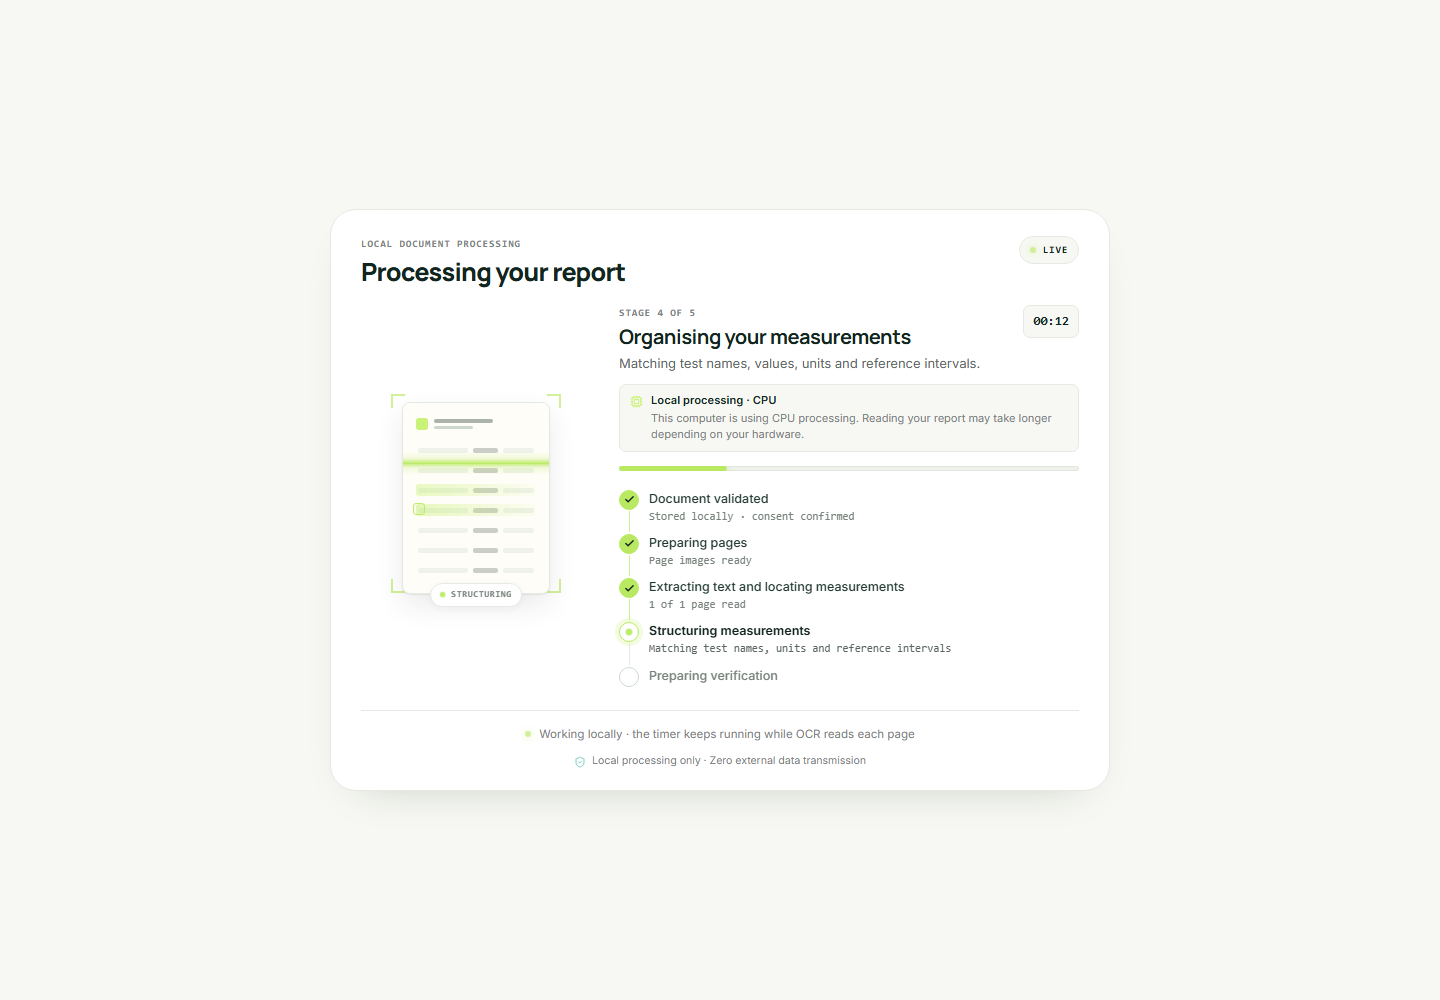 LOCAL DOCUMENT PROCESSING
Processing your report
LIVE
STAGE 4 OF 5
Organising your measurements
Matching test names, values, units and reference intervals.
00:12
Local processing · CPU
This computer is using CPU processing. Reading your report may take longer
depending on your hardware.
Document validated
Stored locally · consent confirmed
Preparing pages
Page images ready
Extracting text and locating measurements
1 of 1 page read
Structuring measurements
Matching test names, units and reference intervals
Preparing verification
STRUCTURING
Working locally · the timer keeps running while OCR reads each page
Local processing only · Zero external data transmission